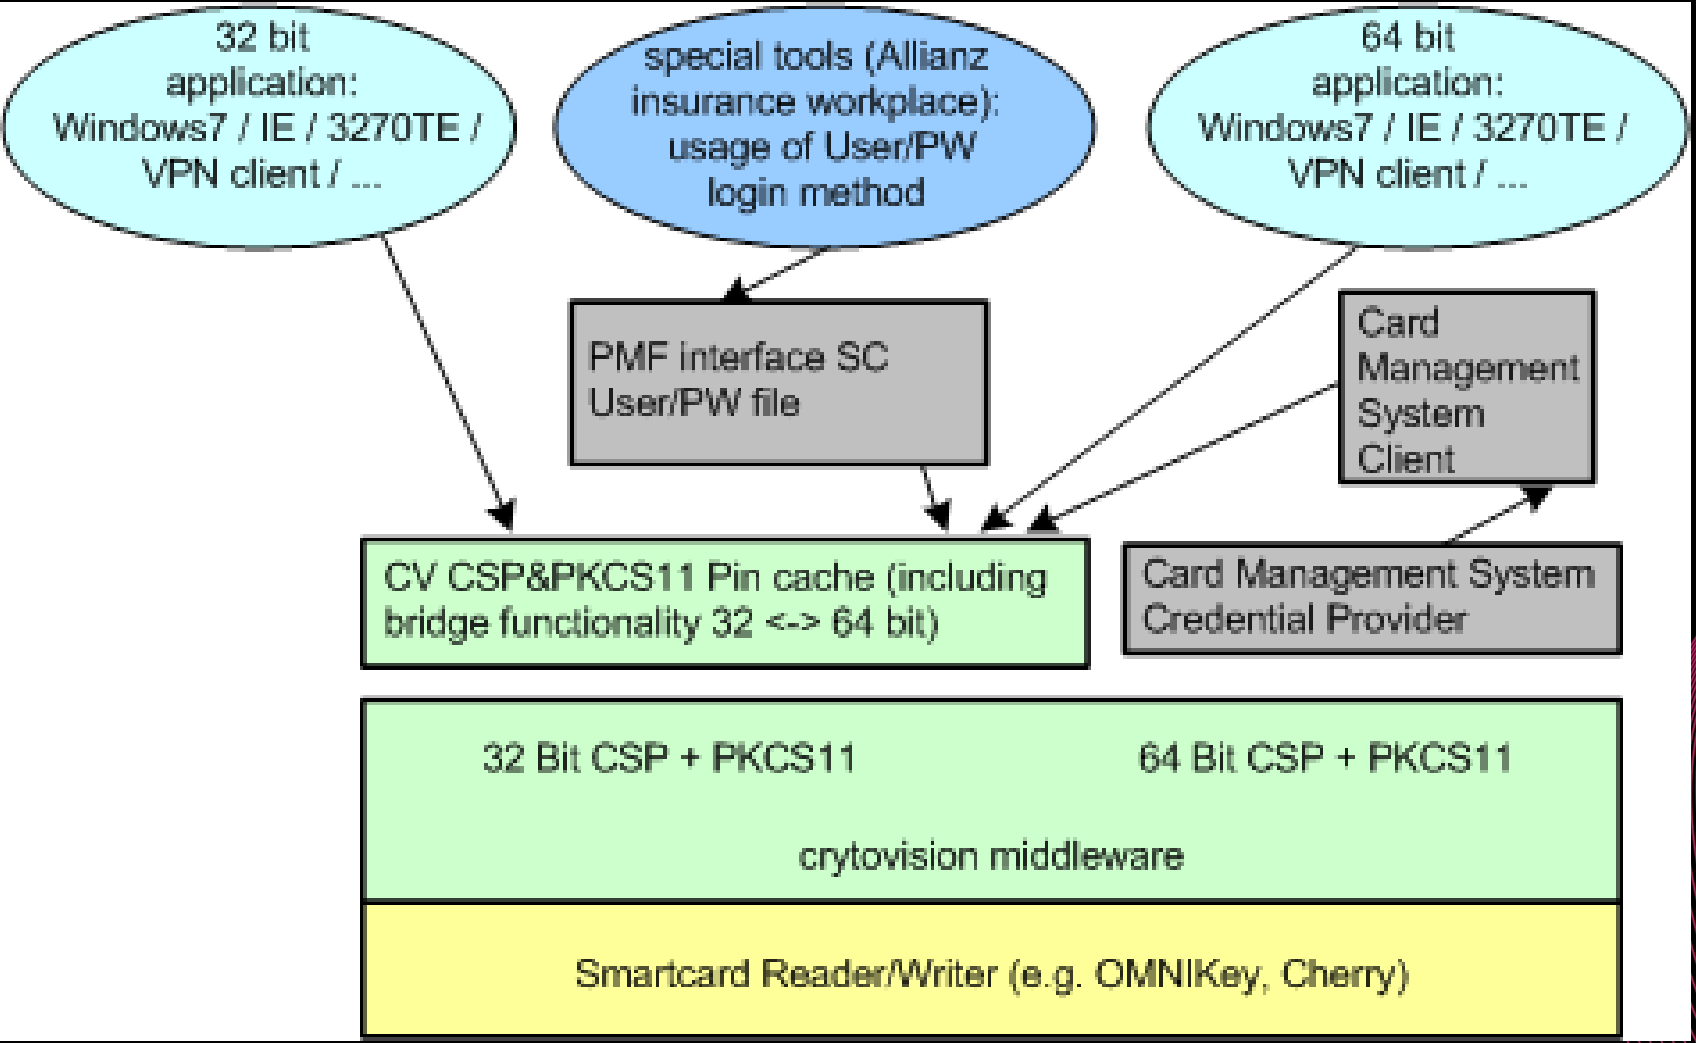 32 bit
application:
Windows7 / IE / 3270TE /
VPN client / ...
special tools (Allianz
insurance workplace):
usage of User/PW
login method
64 bit
application:
Windows7 / IE / 3270TE /
VPN client / ...
PMF interface SC
User/PW file
Card
Management
System
Client
CV CSP&PKCS11 Pin cache (including
bridge functionality 32 <-> 64 bit)
Card Management System
Credential Provider
32 Bit CSP + PKCS11
64 Bit CSP + PKCS11
crytovision middleware
Smartcard Reader/Writer (e.g. OMNIKey, Cherry)